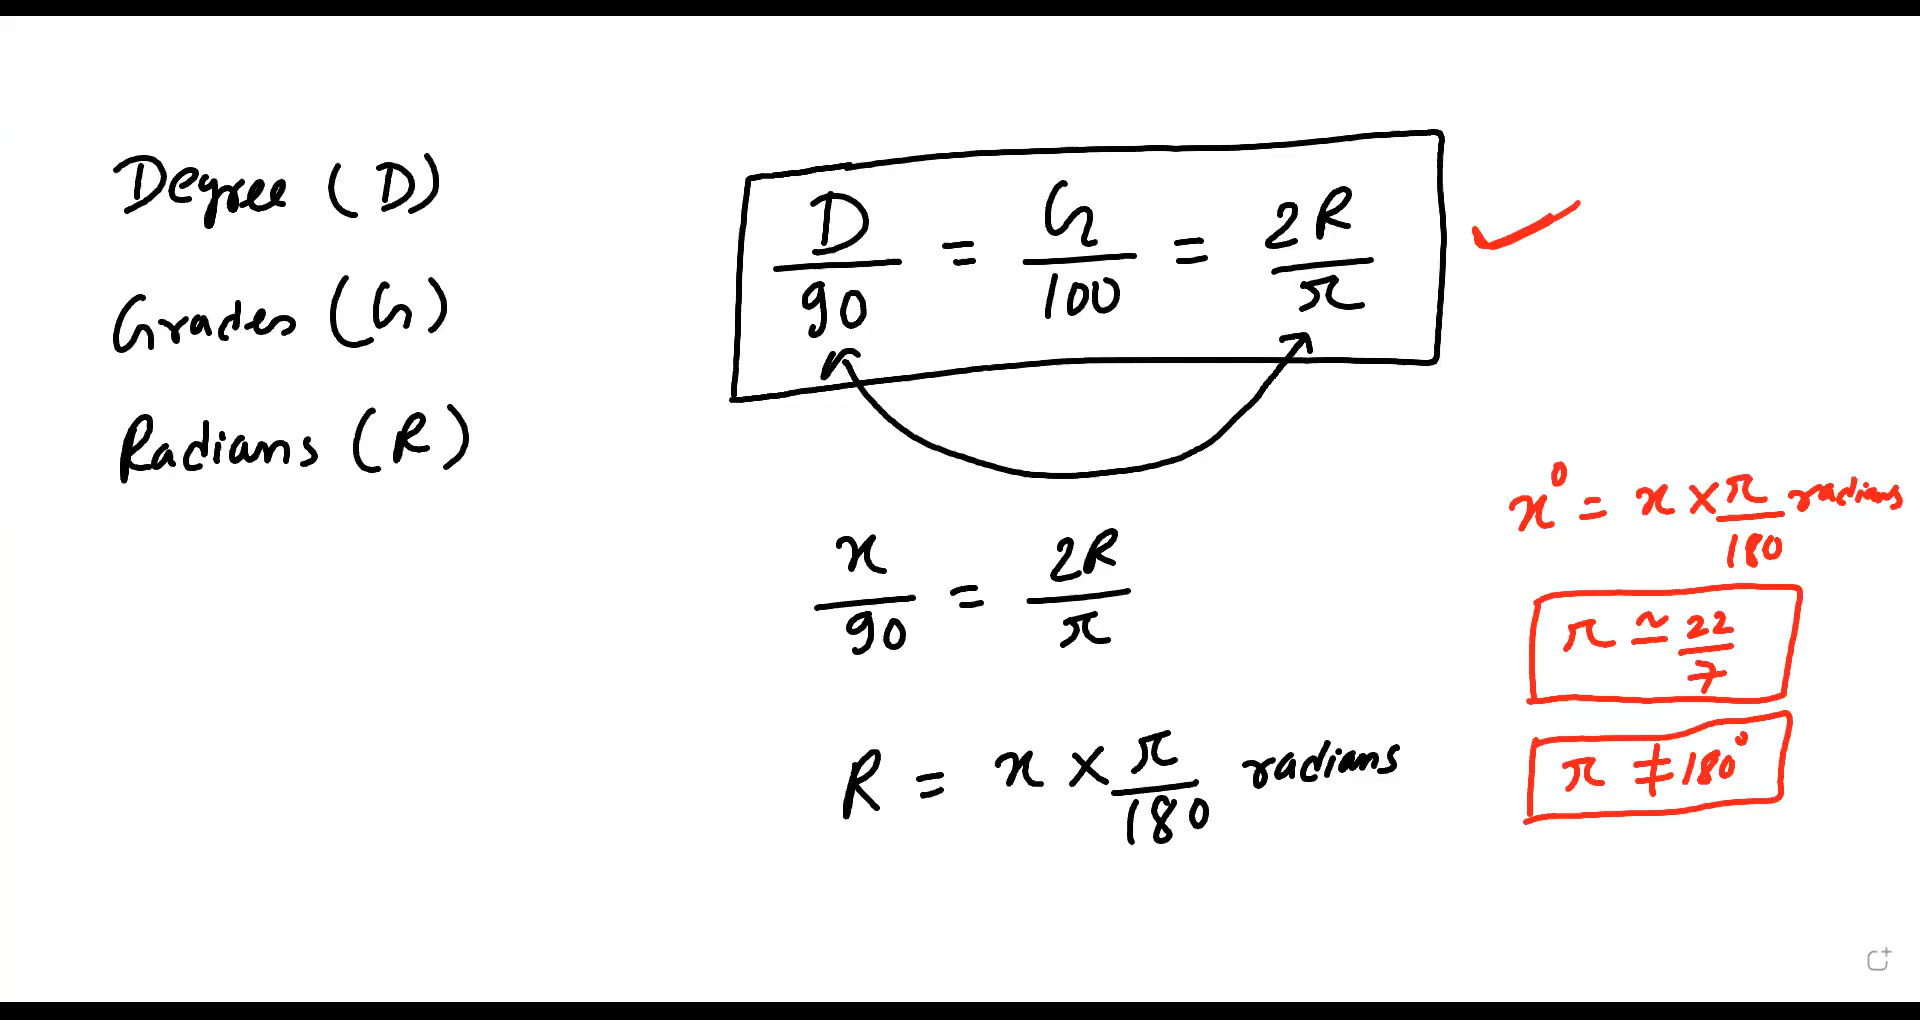 Degree (D)
Grades (G)
Radians (R)
D/90 = G/100 = 2R/π
x/90 = 2R/π
R = x × π/180 radians
x° = x × π/180 radians
π ≃ 22/7
π ≠ 180°